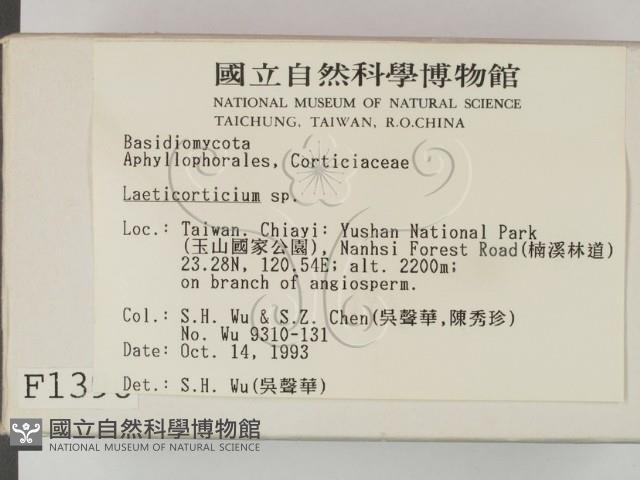 國立自然科學博物館
NATIONAL MUSEUM OF NATURAL SCIENCE
TAICHUNG, TAIWAN, R.O.CHINA
Basidiomycota
Aphyllophorales, Corticiaceae
Laeticorticium sp.
Loc.: Taiwan. Chiayi: Yushan National Park
(玉山國家公園), Nanhsi Forest Road(楠溪林道)
23.28N, 120.54E; alt. 2200m;
on branch of angiosperm.
Col.: S.H. Wu & S.Z. Chen(吳聲華,陳秀珍)
No. Wu 9310-131
Date: Oct. 14, 1993
Det.: S.H. Wu(吳聲華)
國立自然科學博物館
NATIONAL MUSEUM OF NATURAL SCIENCE